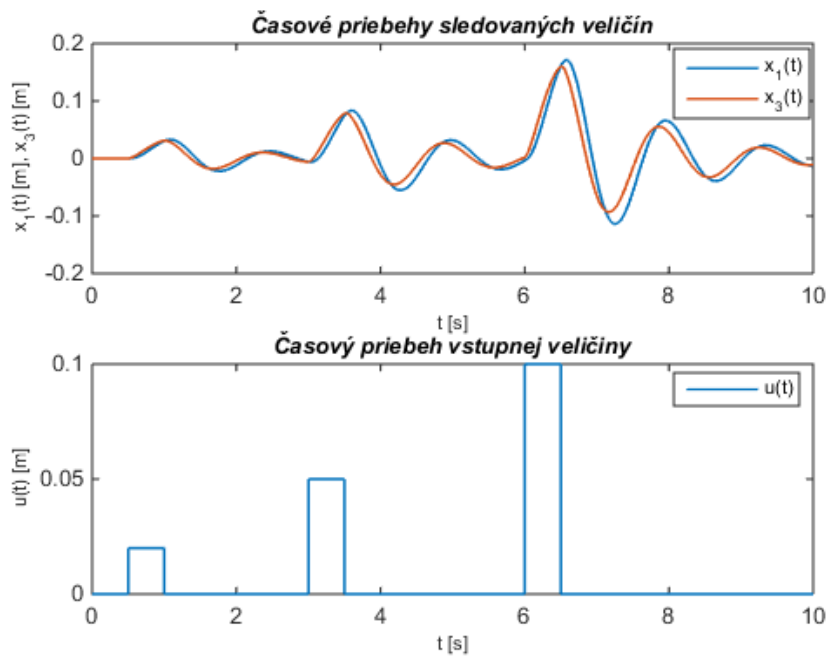 Časové priebehy sledovaných veličín
x₁(t) [m], x₃(t) [m]
0.2
0.1
0
-0.1
-0.2
x₁(t)
x₃(t)
0 2 4 6 8 10
t [s]
Časový priebeh vstupnej veličiny
u(t) [m]
0.1
0.05
0
u(t)
0 2 4 6 8 10
t [s]